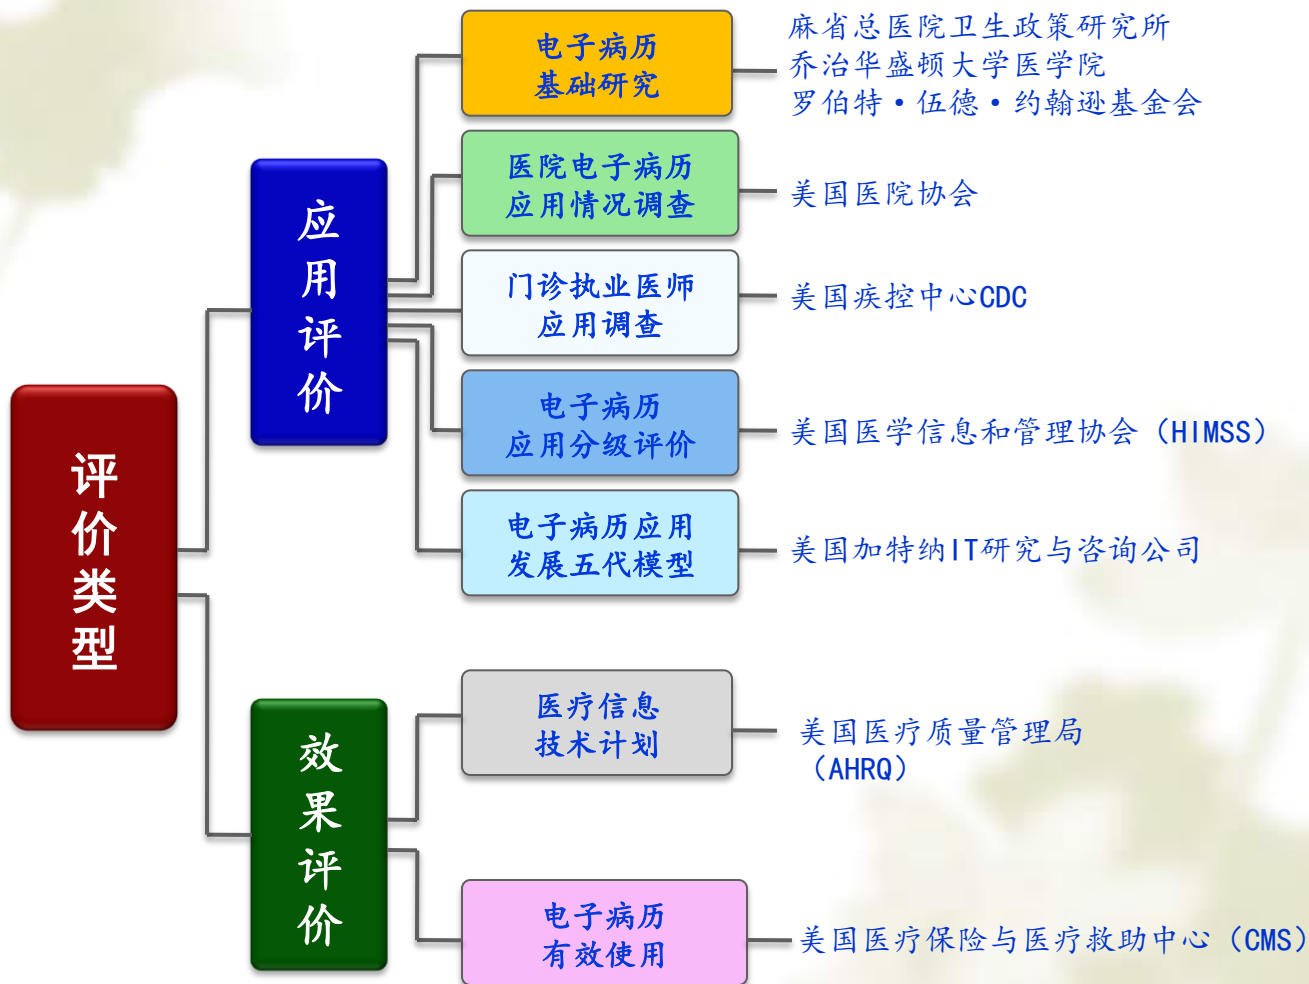 评价类型
应用评价
电子病历
基础研究
麻省总医院卫生政策研究所
乔治华盛顿大学医学院
罗伯特·伍德·约翰逊基金会
医院电子病历
应用情况调查
美国医院协会
门诊执业医师
应用调查
美国疾控中心CDC
电子病历
应用分级评价
美国医学信息和管理协会（HIMSS）
电子病历应用
发展五代模型
美国加特纳IT研究与咨询公司
效果评价
医疗信息
技术计划
美国医疗质量管理局
（AHRQ）
电子病历
有效使用
美国医疗保险与医疗救助中心（CMS）